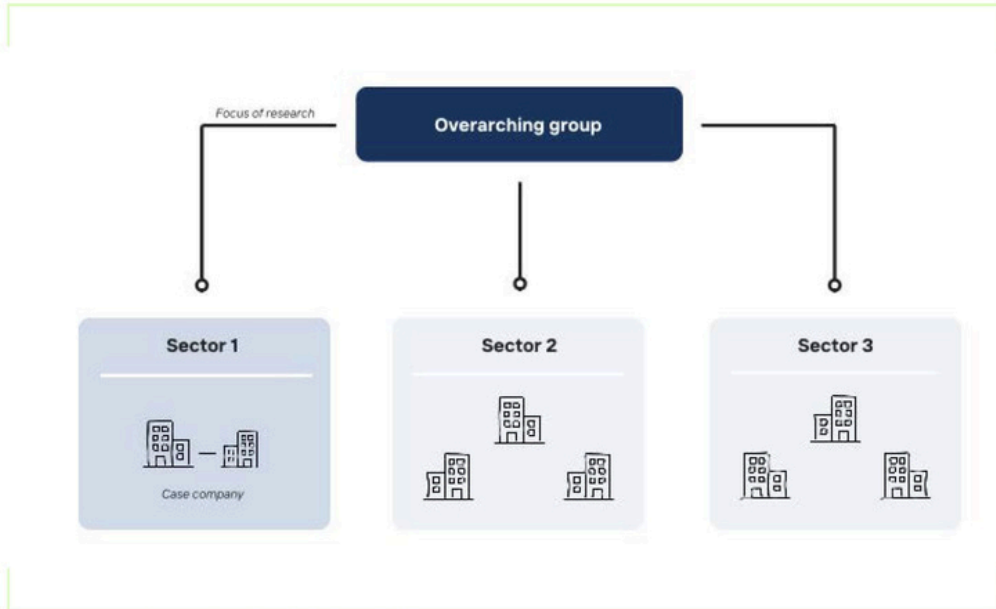 Focus of research
Overarching group
Sector 1
Sector 2
Sector 3
Case company